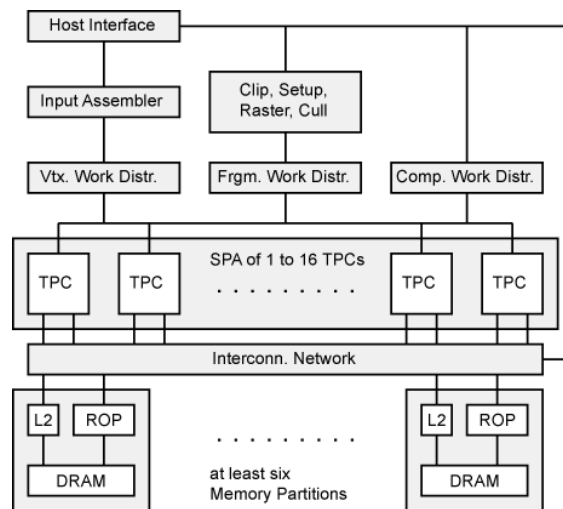 Host Interface
Input Assembler
Clip, Setup,
Raster, Cull
Vtx. Work Distr.
Frgm. Work Distr.
Comp. Work Distr.
SPA of 1 to 16 TPCs
TPC
TPC
TPC
TPC
Interconn. Network
L2
ROP
L2
ROP
DRAM
DRAM
at least six
Memory Partitions